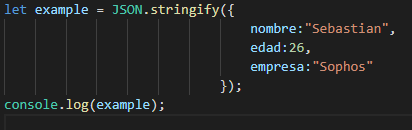 let example = JSON.stringify({
nombre:"Sebastian",
edad:26,
empresa:"Sophos"
});
console.log(example);